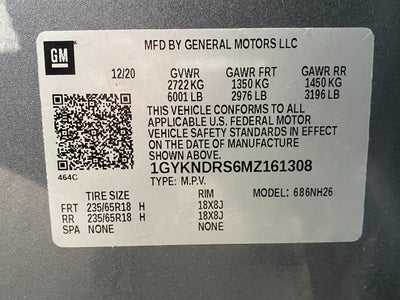 GM
MFD BY GENERAL MOTORS LLC
12/20 GVWR GAWR FRT GAWR RR
2722 KG 1350 KG 1450 KG
6001 LB 2976 LB 3196 LB
THIS VEHICLE CONFORMS TO ALL
APPLICABLE U.S. FEDERAL MOTOR
VEHICLE SAFETY STANDARDS IN EFFECT
ON THE DATE OF MANUFACTURE SHOWN ABOVE.
464C
1GYKNDRS6MZ161308
TYPE: M.P.V. MODEL: 686NH26
TIRE SIZE RIM
FRT 235/65R18 H 18X8J
RR 235/65R18 H 18X8J
SPA NONE NONE